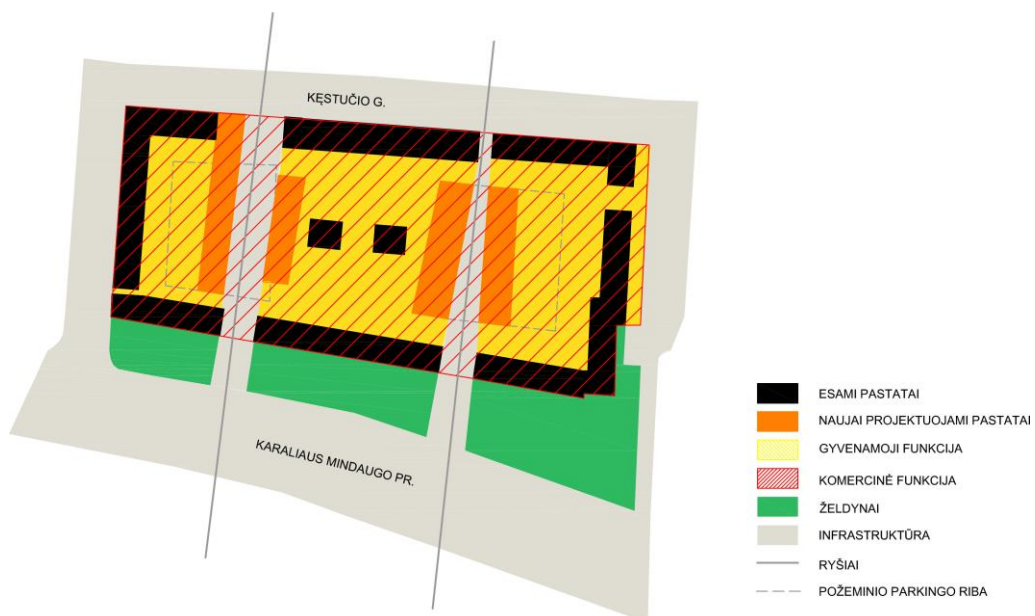 KĘSTUČIO G.
KARALIAUS MINDAUGO PR.
ESAMI PASTATAI
NAUJAI PROJEKTUOJAMI PASTATAI
GYVENAMOJI FUNKCIJA
KOMERCINĖ FUNKCIJA
ŽELDYNAI
INFRASTRUKTŪRA
RYŠIAI
POŽEMINIO PARKINGO RIBA